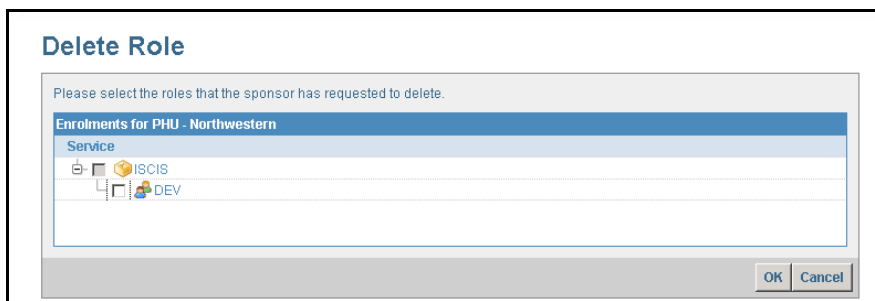 Delete Role
Please select the roles that the sponsor has requested to delete.
Enrolments for PHU - Northwestern
Service
ISCIS
DEV
OK Cancel